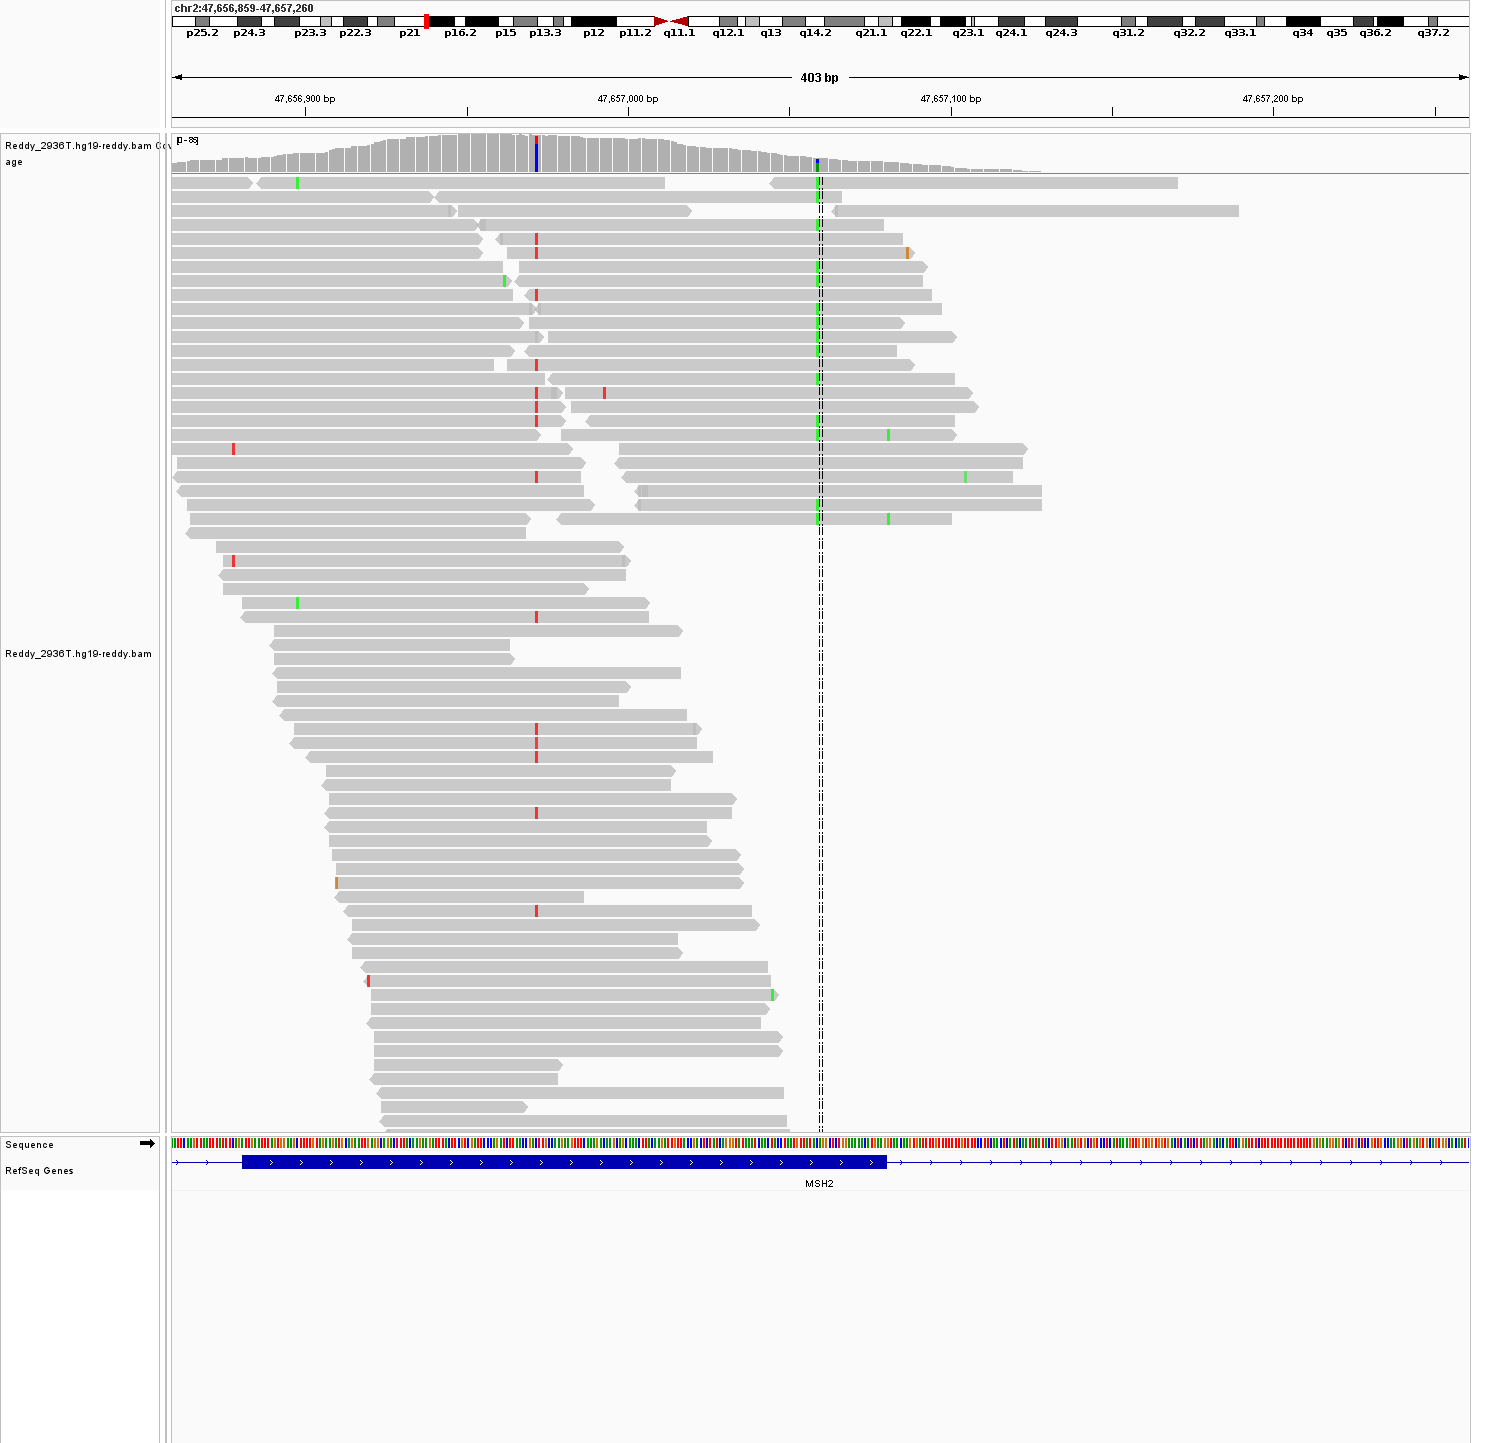 chr2:47,656,859-47,657,260
p25.2 p24.3 p23.3 p22.3 p21 p16.2 p15 p13.3 p12 p11.2 q11.1 q12.1 q13 q14.2 q21.1 q22.1 q23.1 q24.1 q24.3 q31.2 q32.2 q33.1 q34 q35 q36.2 q37.2
403 bp
47,656,900 bp 47,657,000 bp 47,657,100 bp 47,657,200 bp
Reddy_2936T.hg19-reddy.bam Cov
age
Reddy_2936T.hg19-reddy.bam
Sequence
RefSeq Genes
MSH2